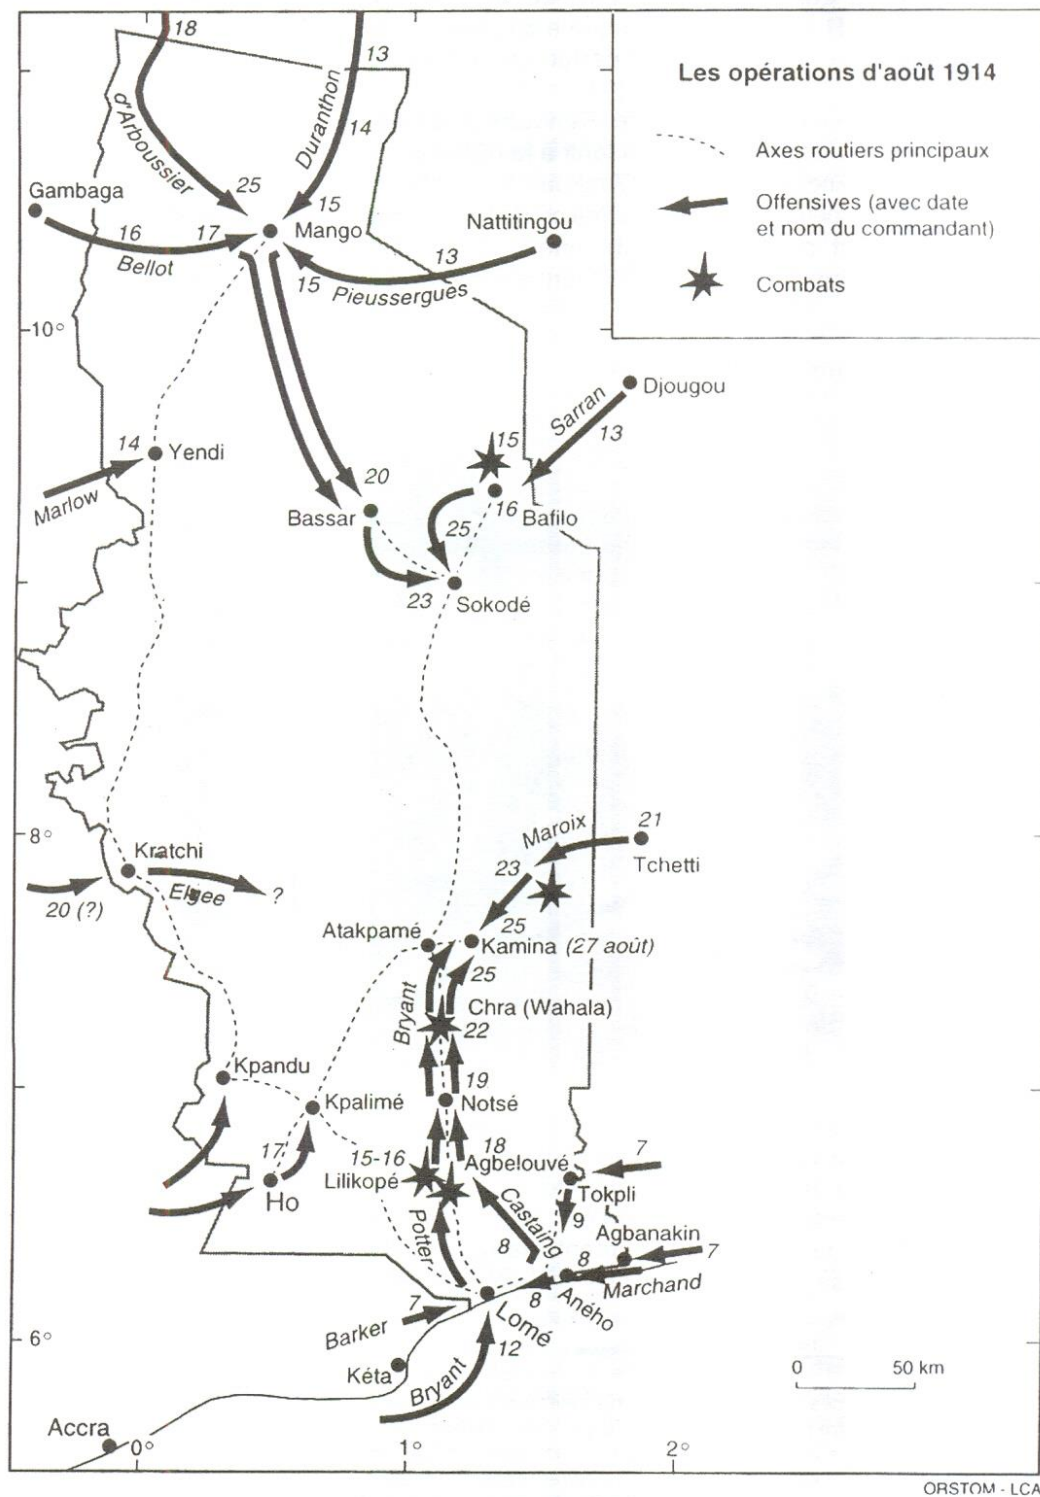 Les opérations d'août 1914
Axes routiers principaux
Offensives (avec date
et nom du commandant)
Combats
18
13
d'Arboussier
Duranthon
14
25
15
Gambaga
16
17
Bellot
Mango
Nattitingou
13
15
Pieussergues
10°
Djougou
Sarran
13
15
14
Yendi
Marlow
20
Bassar
16
Bafilo
25
23
Sokodé
8°
Maroix
21
Tchetti
23
Kratchi
20 (?)
Elgee
?
25
Atakpamé
Kamina (27 août)
25
Bryant
Chra (Wahala)
22
Kpandu
19
Notsé
Kpalimé
17
15-16
18
Lilikopé
Agbelouvé
7
Ho
Tokpli
9
Castaing
Potter
8
Agbanakin
7
8
Marchand
8
Aného
7
Barker
Lomé
12
6°
Kéta
Bryant
0
50 km
Accra
0°
1°
2°
ORSTOM - LCA